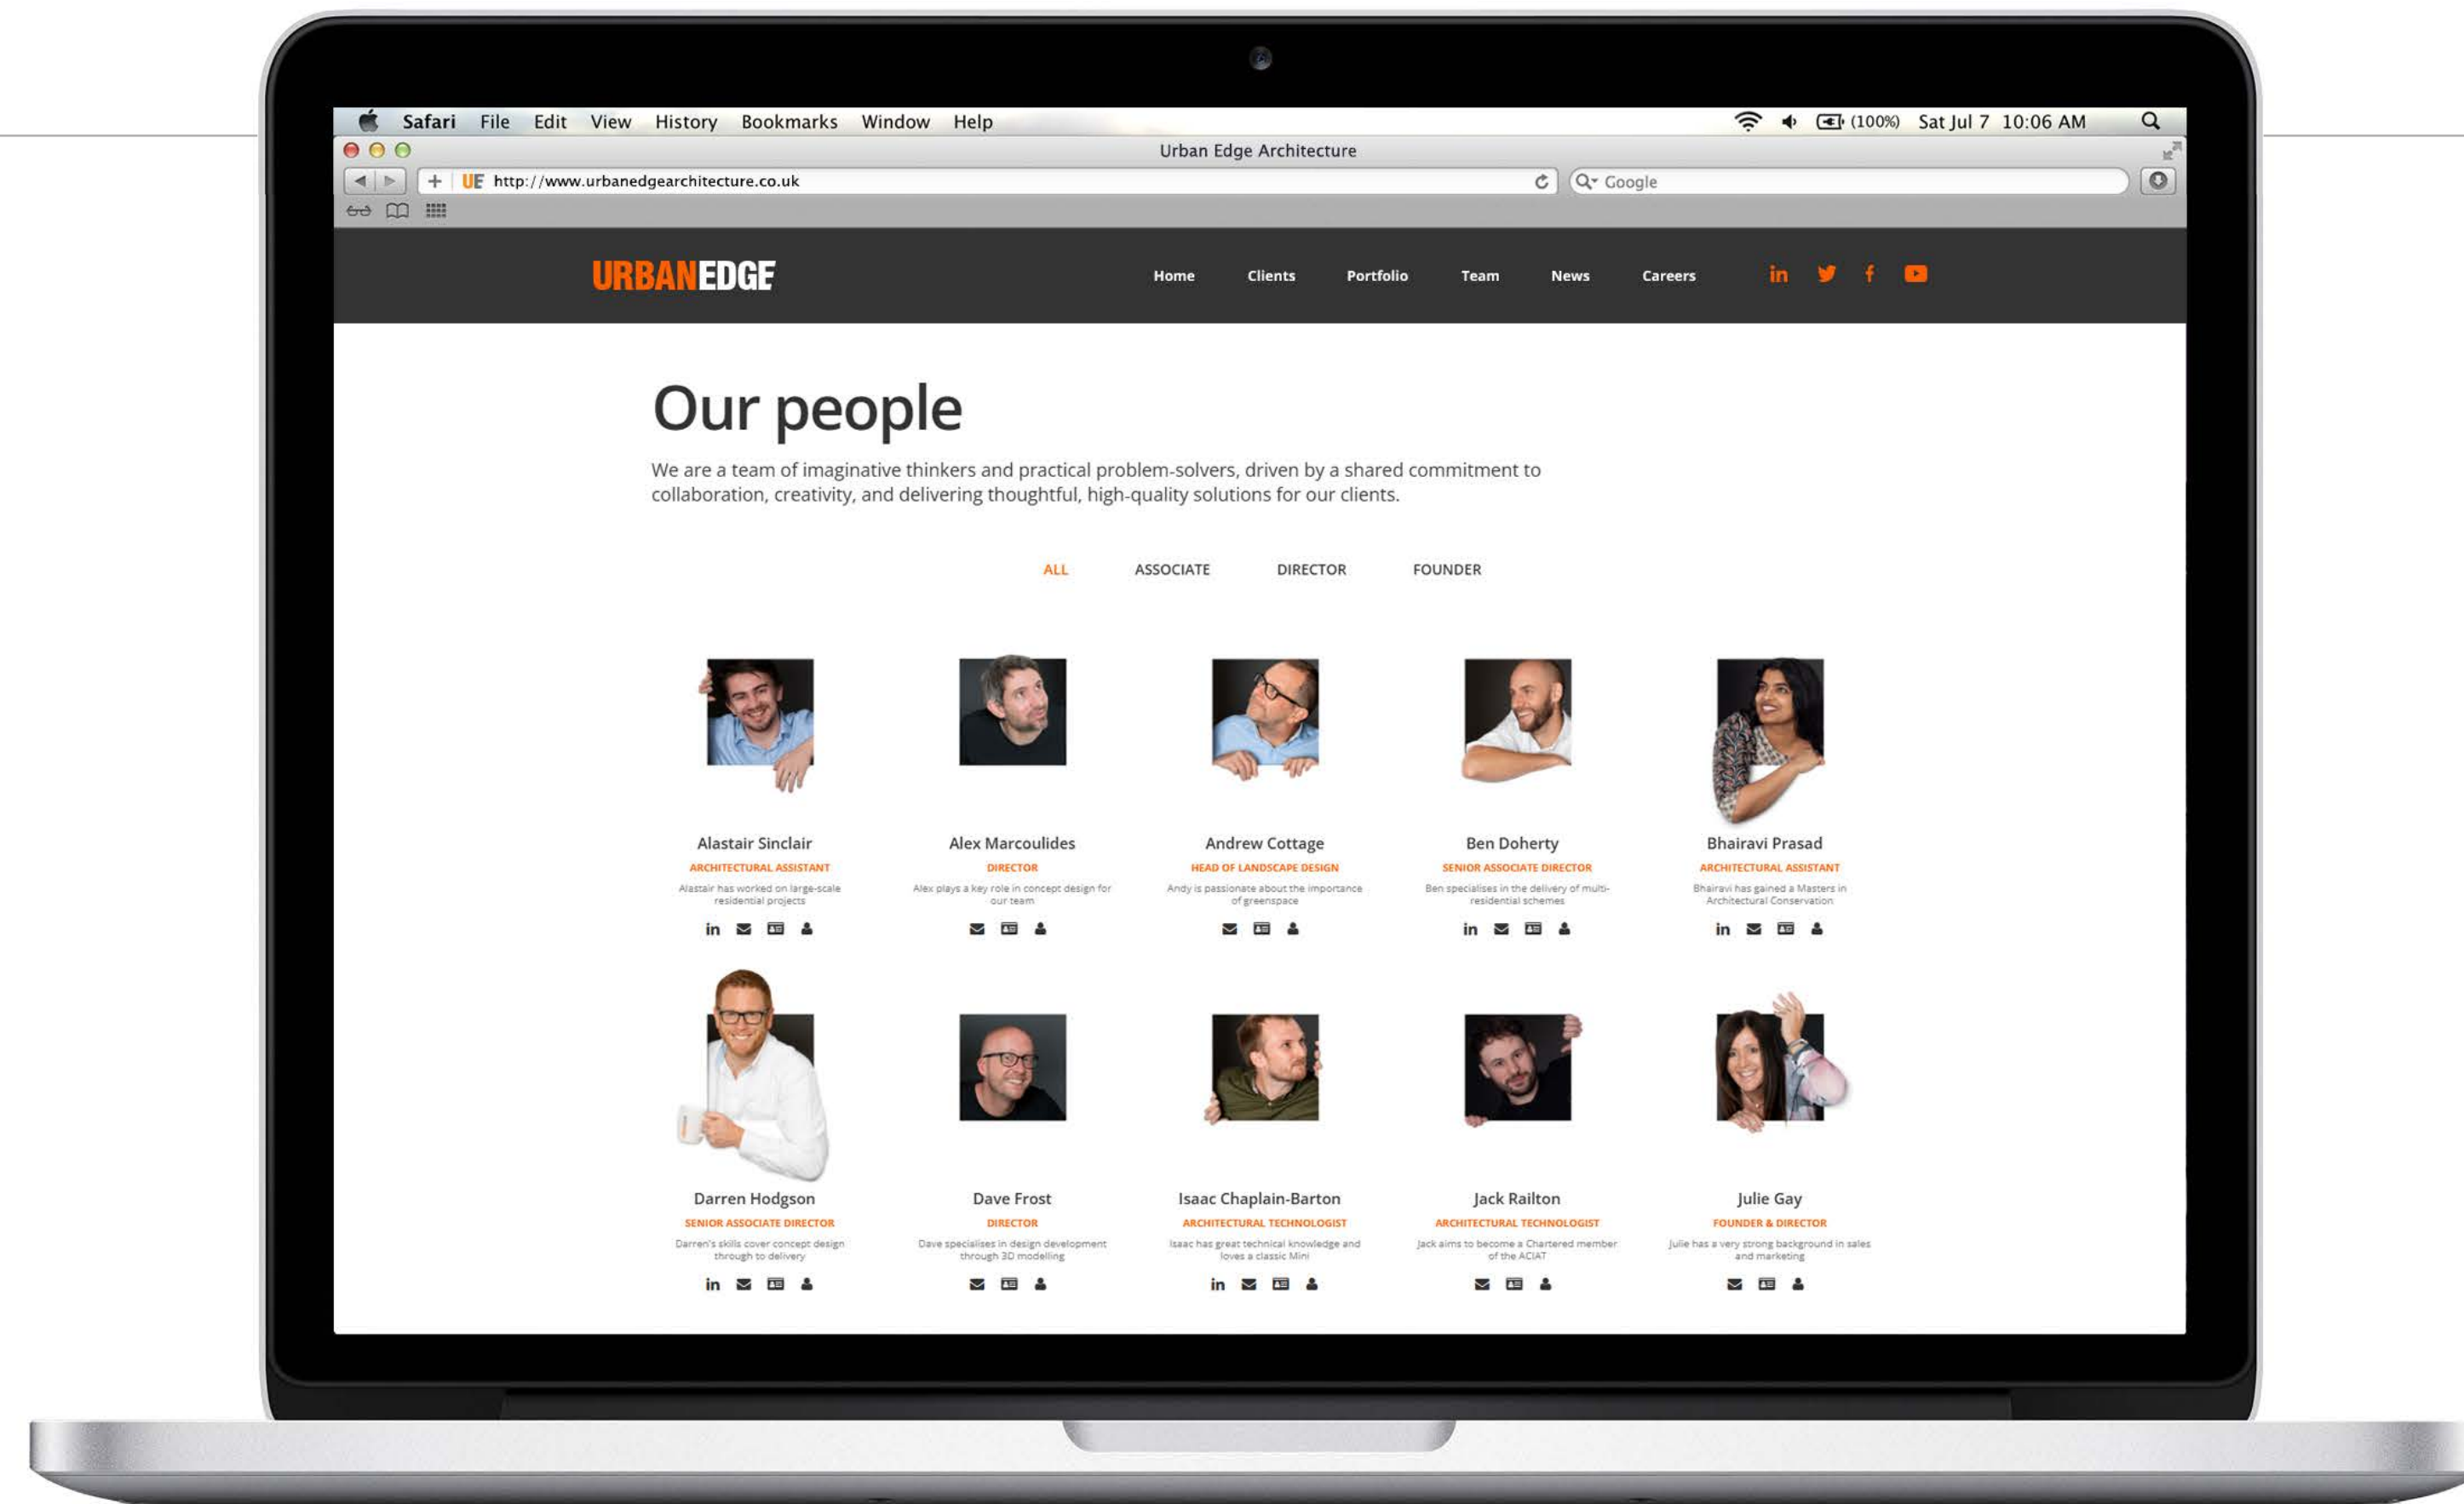 Safari File Edit View History Bookmarks Window Help (100%) Sat Jul 7 10:06 AM
Urban Edge Architecture
UE http://www.urbanedgearchitecture.co.uk Google
URBANEDGE Home Clients Portfolio Team News Careers in f
Our people
We are a team of imaginative thinkers and practical problem-solvers, driven by a shared commitment to
collaboration, creativity, and delivering thoughtful, high-quality solutions for our clients.
ALL ASSOCIATE DIRECTOR FOUNDER
Alastair Sinclair
ARCHITECTURAL ASSISTANT
Alastair has worked on large-scale
residential projects
in
Alex Marcoulides
DIRECTOR
Alex plays a key role in concept design for
our team
Andrew Cottage
HEAD OF LANDSCAPE DESIGN
Andy is passionate about the importance
of greenspace
Ben Doherty
SENIOR ASSOCIATE DIRECTOR
Ben specialises in the delivery of multi-
residential schemes
in
Bhairavi Prasad
ARCHITECTURAL ASSISTANT
Bhairavi has gained a Masters in
Architectural Conservation
in
Darren Hodgson
SENIOR ASSOCIATE DIRECTOR
Darren's skills cover concept design
through to delivery
in
Dave Frost
DIRECTOR
Dave specialises in design development
through 3D modelling
Isaac Chaplain-Barton
ARCHITECTURAL TECHNOLOGIST
Isaac has great technical knowledge and
loves a classic Mini
in
Jack Railton
ARCHITECTURAL TECHNOLOGIST
Jack aims to become a Chartered member
of the ACIAT
Julie Gay
FOUNDER & DIRECTOR
Julie has a very strong background in sales
and marketing